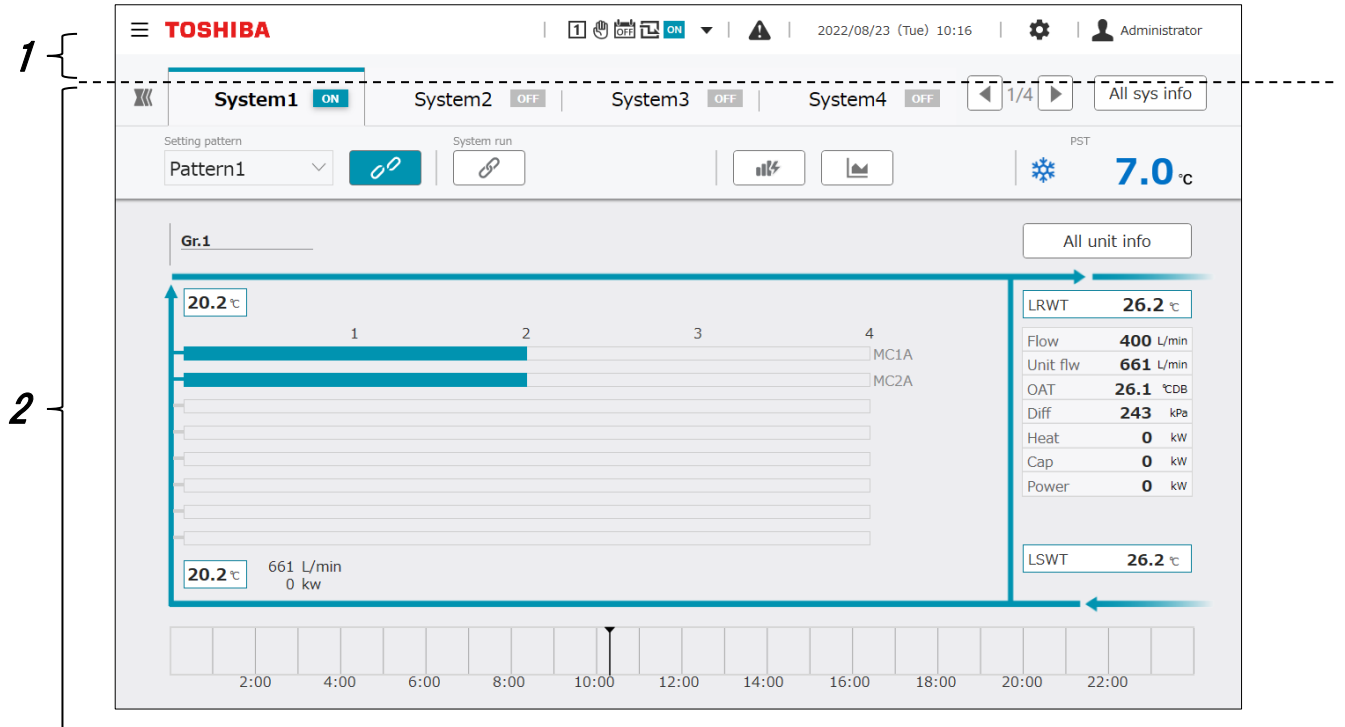 1
TOSHIBA
1 OFF ON 2022/08/23 (Tue) 10:16 Administrator
System1 ON System2 OFF System3 OFF System4 OFF 1/4 All sys info
Setting pattern System run PST
Pattern1 7.0 ℃
Gr.1 All unit info
20.2 ℃ LRWT 26.2 ℃
1 2 3 4
MC1A Flow 400 L/min
Unit flw 661 L/min
MC2A OAT 26.1 ℃DB
2
Diff 243 kPa
Heat 0 kW
Cap 0 kW
Power 0 kW
LSWT 26.2 ℃
20.2 ℃ 661 L/min
0 kw
2:00 4:00 6:00 8:00 10:00 12:00 14:00 16:00 18:00 20:00 22:00